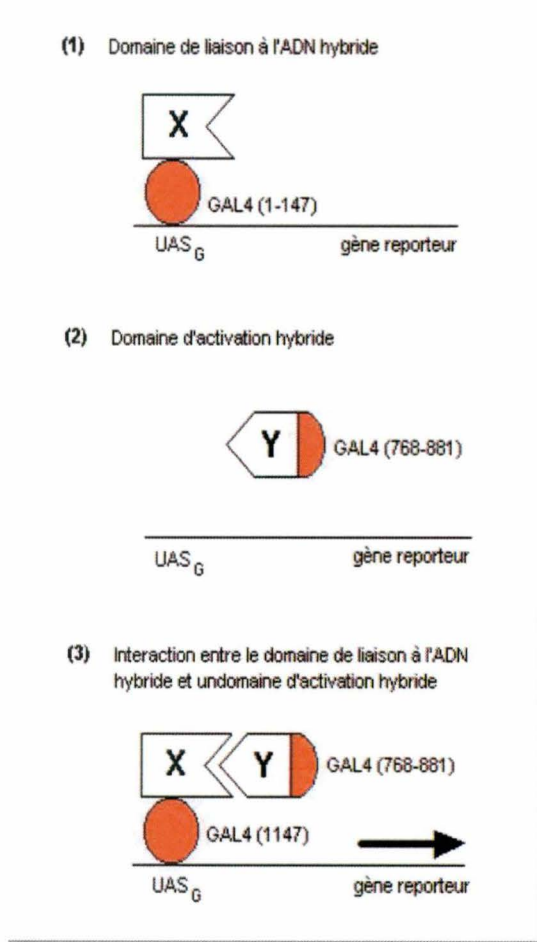 (1) Domaine de liaison à l'ADN hybride
X
GAL4 (1-147)
UAS G gène reporteur
(2) Domaine d'activation hybride
Y GAL4 (768-881)
UAS G gène reporteur
(3) Interaction entre le domaine de liaison à l'ADN
hybride et undomaine d'activation hybride
X Y GAL4 (768-881)
GAL4 (1147)
UAS G gène reporteur